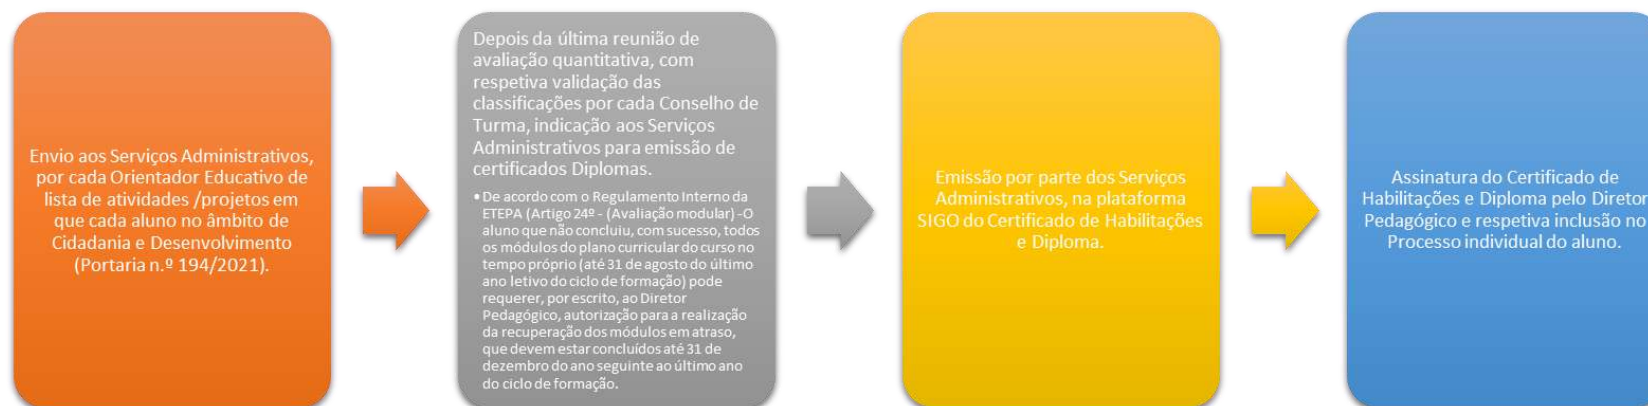 Envio aos Serviços Administrativos,
por cada Orientador Educativo de
lista de atividades /projetos em
que cada aluno no âmbito de
Cidadania e Desenvolvimento
(Portaria n.º 194/2021).
Depois da última reunião de
avaliação quantitativa, com
respetiva validação das
classificações por cada Conselho de
Turma, indicação aos Serviços
Administrativos para emissão de
certificados Diplomas.
• De acordo com o Regulamento Interno da
ETEPA (Artigo 24º - (Avaliação modular) -O
aluno que não concluiu, com sucesso, todos
os módulos do plano curricular do curso no
tempo próprio (até 31 de agosto do último
ano letivo do ciclo de formação) pode
requerer, por escrito, ao Diretor
Pedagógico, autorização para a realização
da recuperação dos módulos em atraso,
que devem estar concluídos até 31 de
dezembro do ano seguinte ao último ano
do ciclo de formação.
Emissão por parte dos Serviços
Administrativos, na plataforma
SIGO do Certificado de Habilitações
e Diploma.
Assinatura do Certificado de
Habilitações e Diploma pelo Diretor
Pedagógico e respetiva inclusão no
Processo individual do aluno.